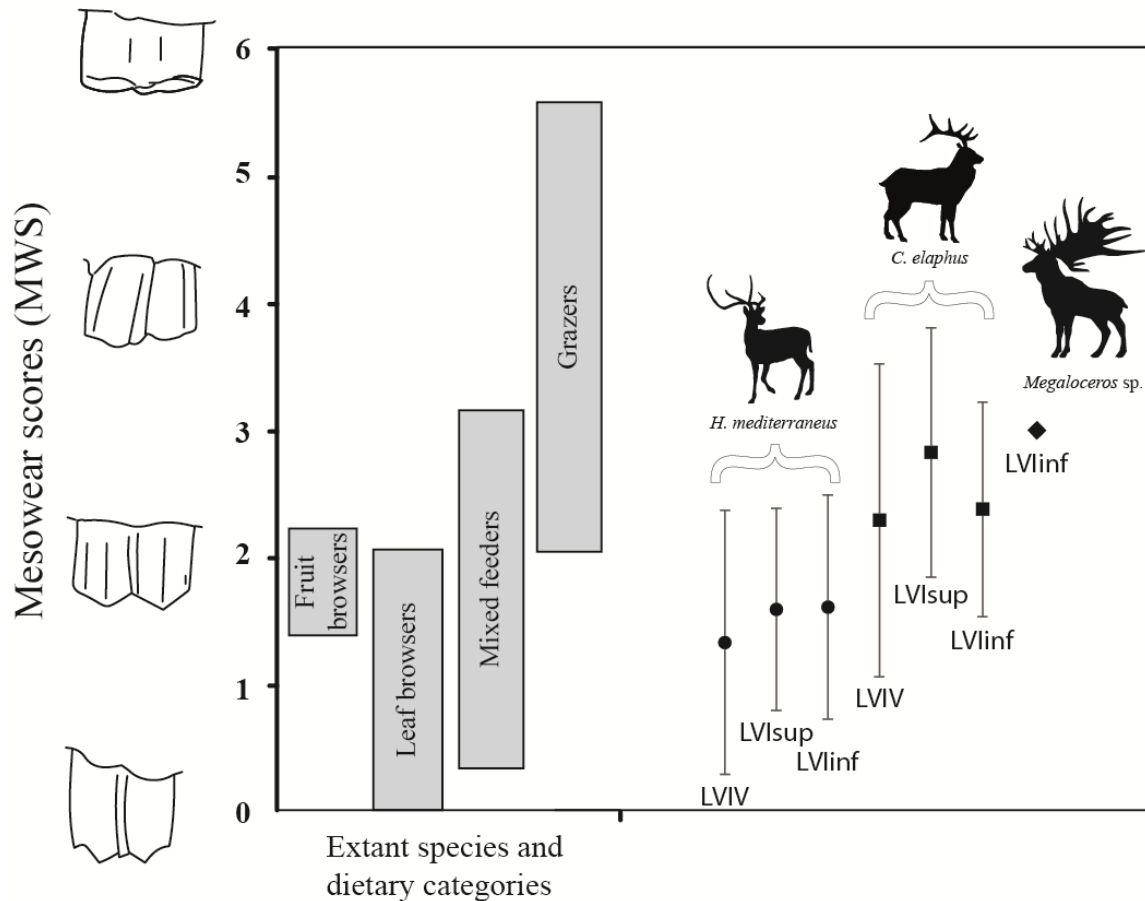 Mesowear scores (MWS)
6
5
4
3
2
1
0
Fruit
browsers
Leaf browsers
Mixed feeders
Grazers
Extant species and
dietary categories
H. mediterraneus
LVIV
LVIsup
LVIinf
C. elaphus
LVIV
LVIsup
LVIinf
Megaloceros sp.
LVIinf